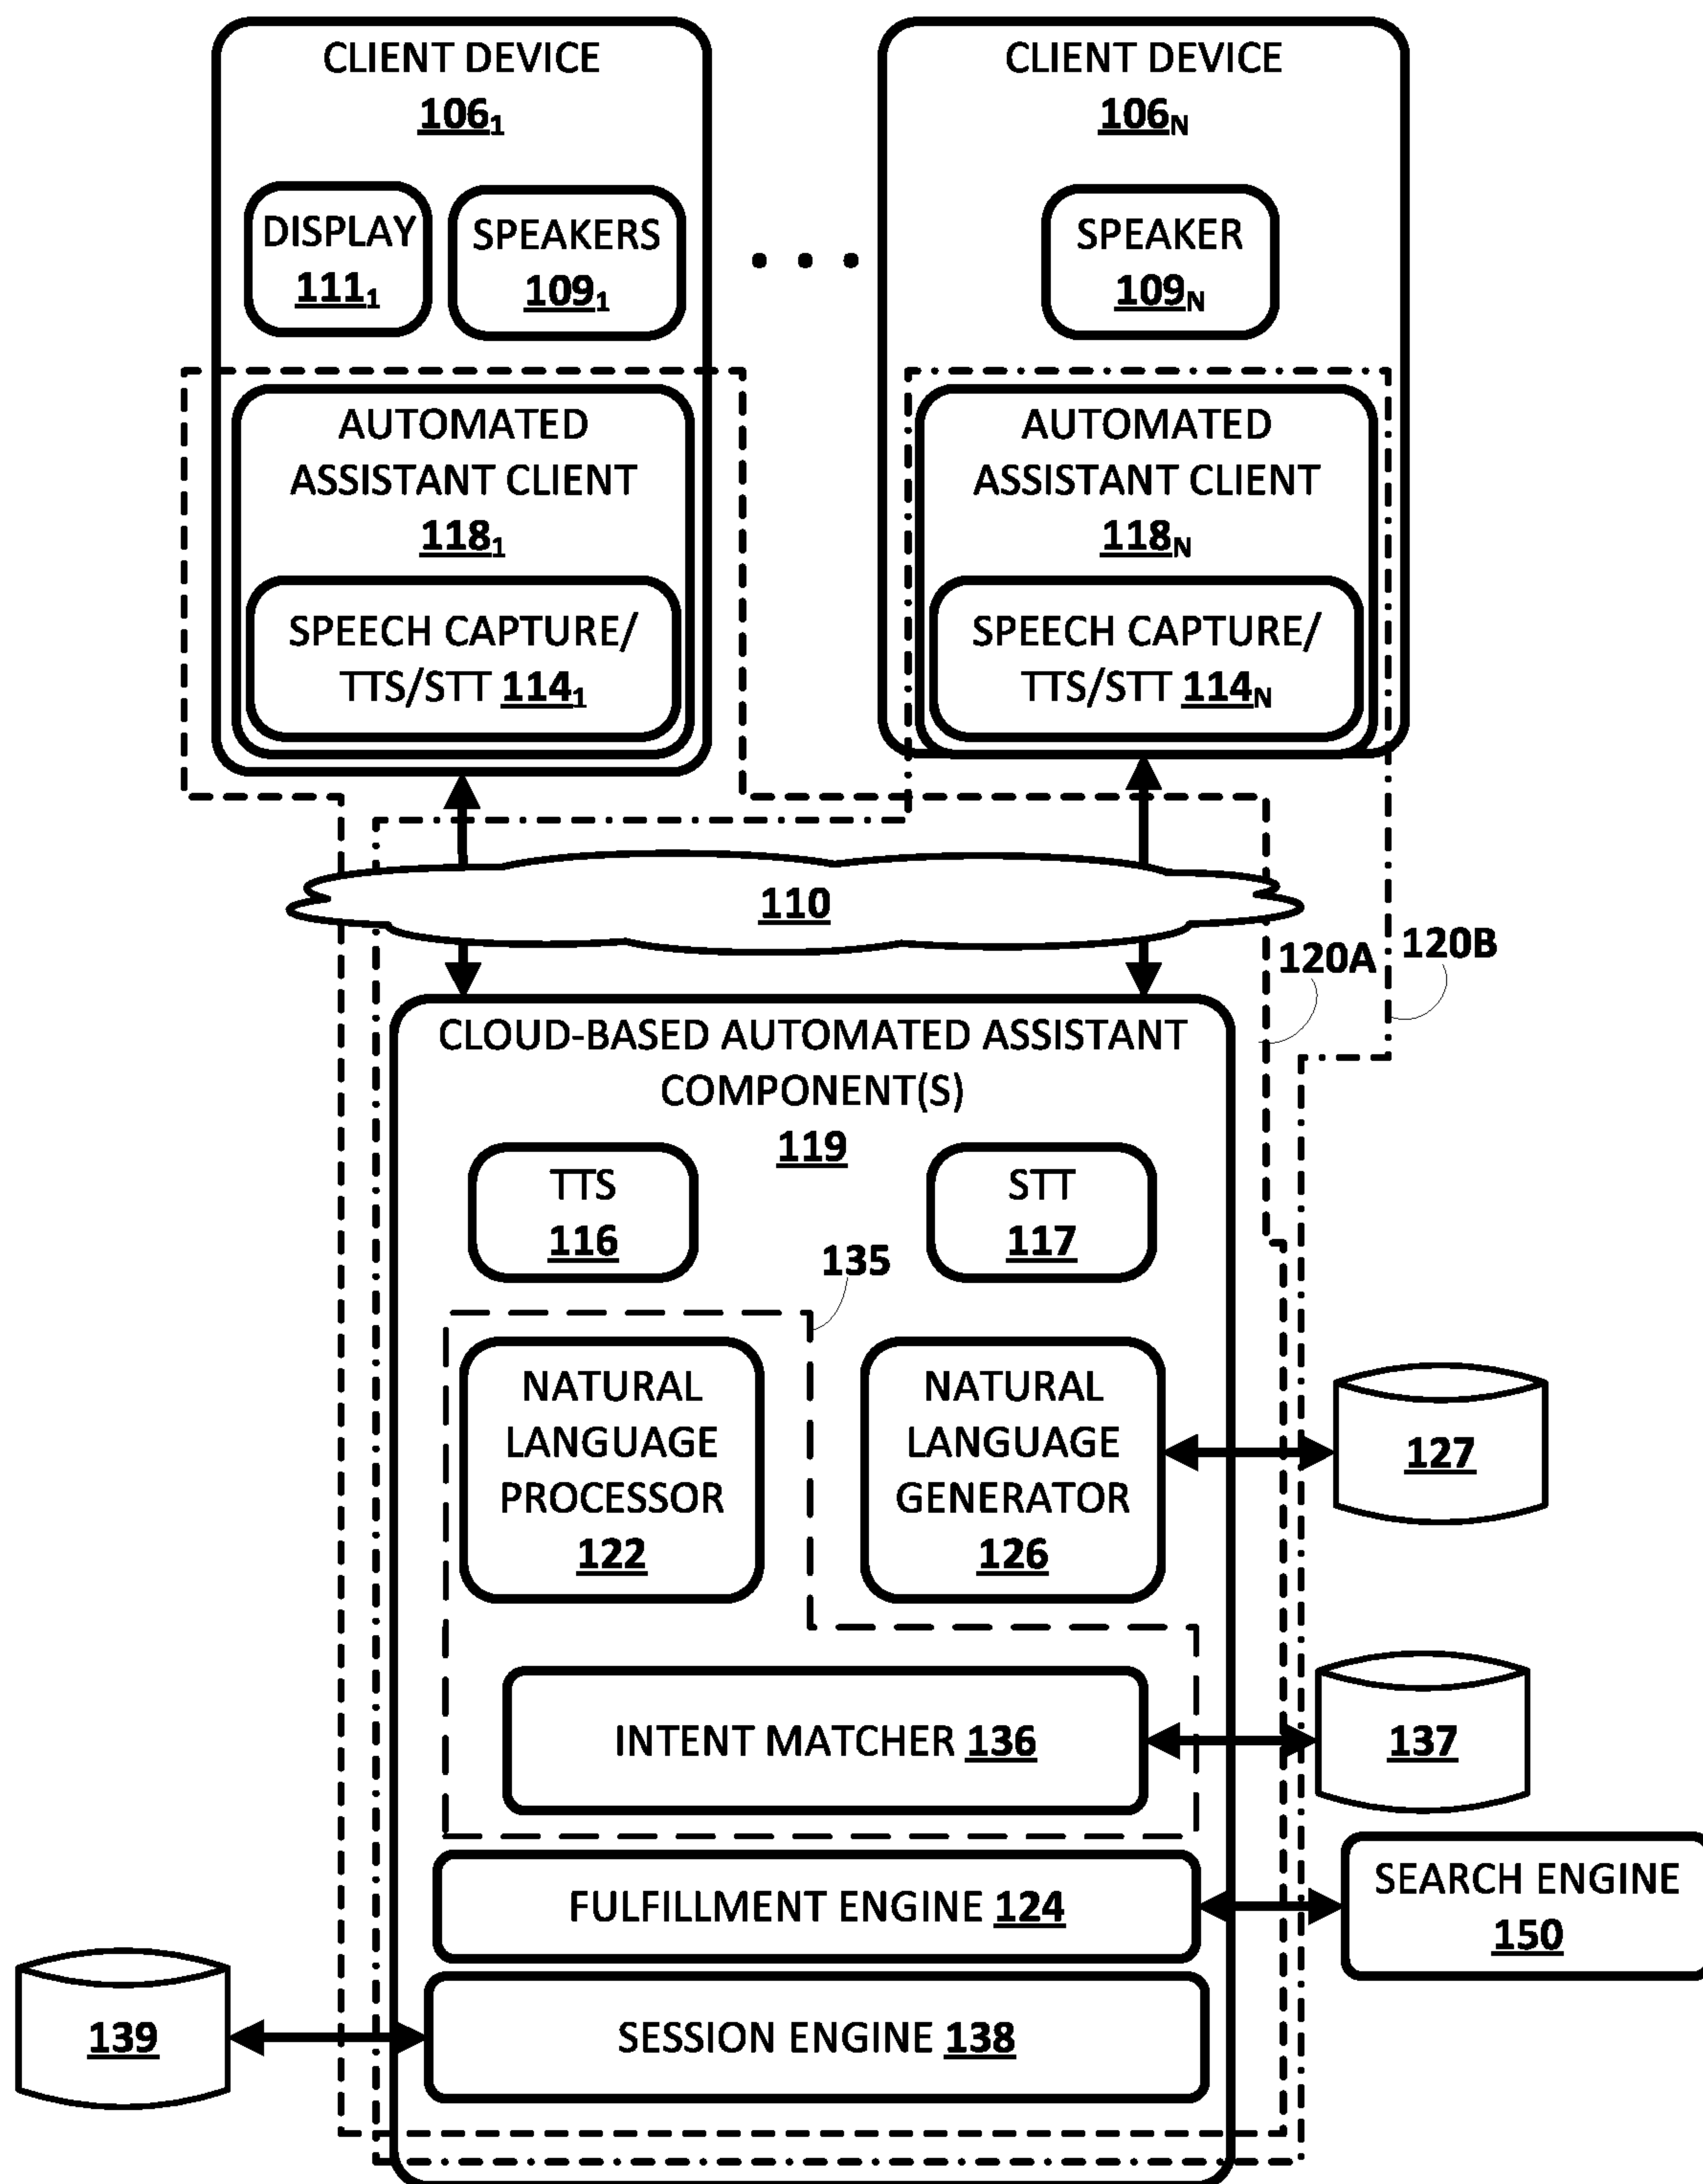 CLIENT DEVICE
106₁
DISPLAY
111₁
SPEAKERS
109₁
AUTOMATED
ASSISTANT CLIENT
118₁
SPEECH CAPTURE/
TTS/STT 114₁
CLIENT DEVICE
106N
SPEAKER
109N
AUTOMATED
ASSISTANT CLIENT
118N
SPEECH CAPTURE/
TTS/STT 114N
110
120A
120B
CLOUD-BASED AUTOMATED ASSISTANT
COMPONENT(S)
119
TTS
116
STT
117
135
NATURAL
LANGUAGE
PROCESSOR
122
NATURAL
LANGUAGE
GENERATOR
126
127
INTENT MATCHER 136
137
FULFILLMENT ENGINE 124
SEARCH ENGINE
150
SESSION ENGINE 138
139